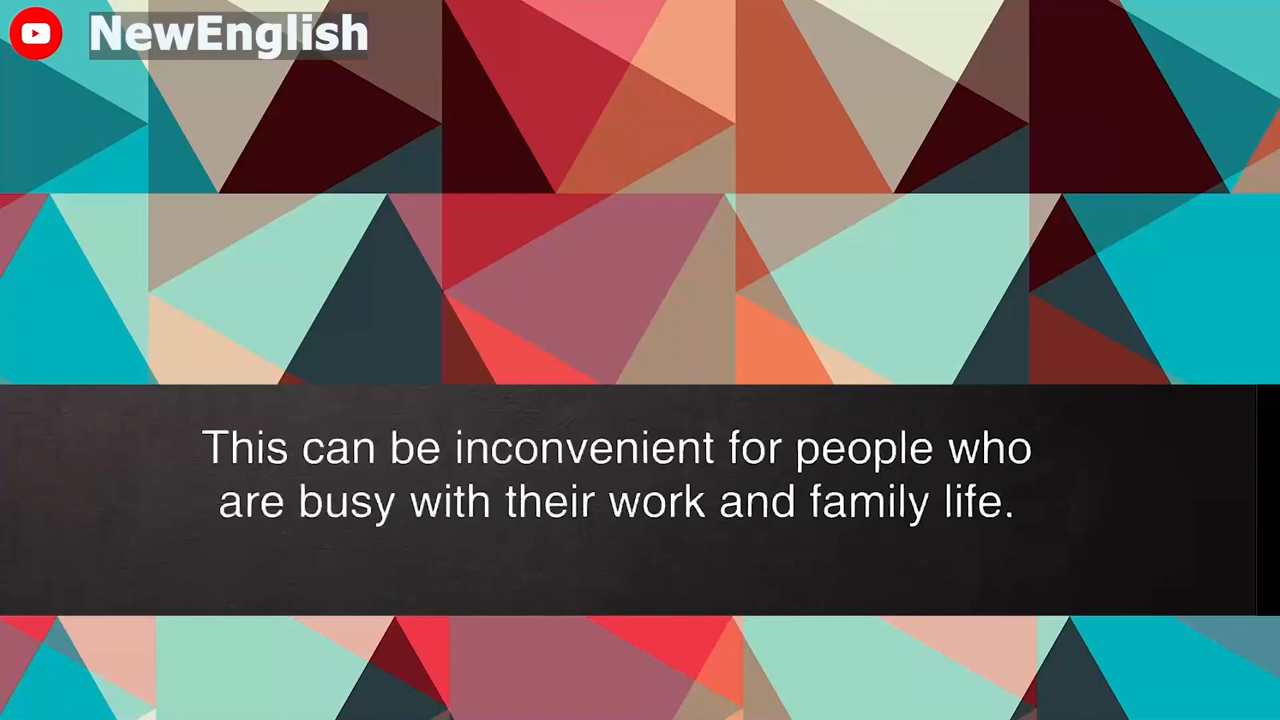 NewEnglish
This can be inconvenient for people who
are busy with their work and family life.